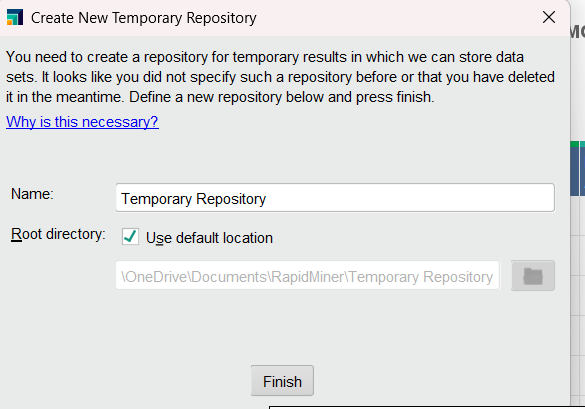 Create New Temporary Repository
You need to create a repository for temporary results in which we can store data
sets. It looks like you did not specify such a repository before or that you have deleted
it in the meantime. Define a new repository below and press finish.
Why is this necessary?
Name:
Temporary Repository
Root directory:
Use default location
\OneDrive\Documents\RapidMiner\Temporary Repository
Finish